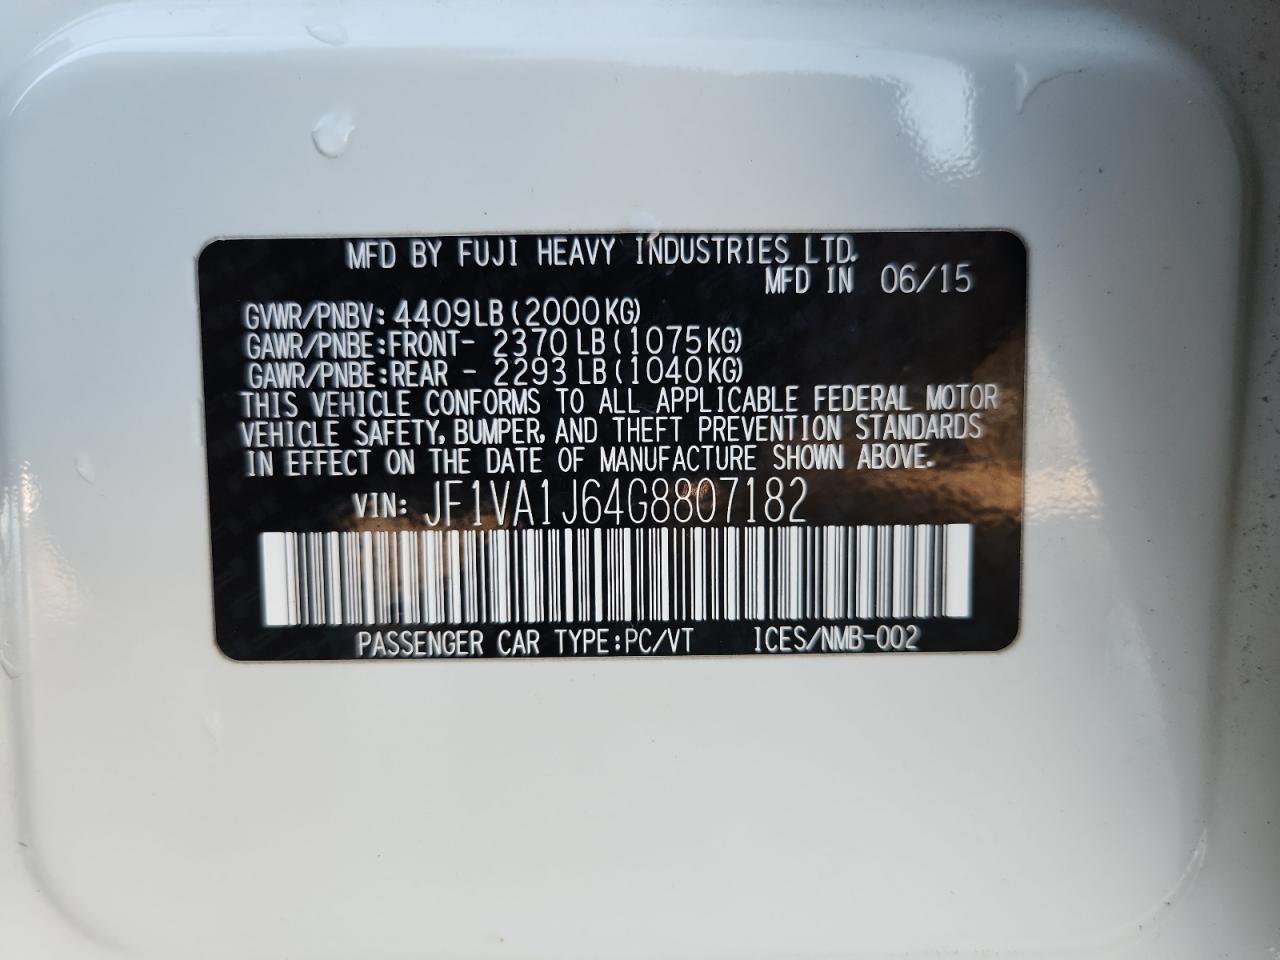 MFD BY FUJI HEAVY INDUSTRIES LTD.
MFD IN 06/15
GVWR/PNBV: 4409LB (2000KG)
GAWR/PNBE: FRONT- 2370LB (1075KG)
GAWR/PNBE: REAR - 2293LB (1040KG)
THIS VEHICLE CONFORMS TO ALL APPLICABLE FEDERAL MOTOR
VEHICLE SAFETY, BUMPER, AND THEFT PREVENTION STANDARDS
IN EFFECT ON THE DATE OF MANUFACTURE SHOWN ABOVE.
VIN: JF1VA1J64G8807182
PASSENGER CAR TYPE:PC/VT ICES/NMB-002